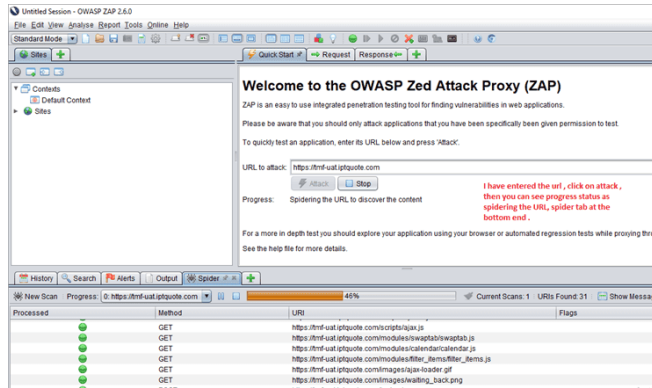 Untitled Session - OWASP ZAP 2.6.0
File Edit View Analyse Report Tools Online Help
Standard Mode
Sites
Quick Start Request Response
Contexts
Default Context
Sites
Welcome to the OWASP Zed Attack Proxy (ZAP)
ZAP is an easy to use integrated penetration testing tool for finding vulnerabilities in web applications.
Please be aware that you should only attack applications that you have been specifically been given permission to test.
To quickly test an application, enter its URL below and press 'Attack'.
URL to attack: https://tmf-uat.iptquote.com
Attack Stop
Progress: Spidering the URL to discover the content
I have entered the url , click on attack ,
then you can see progress status as
spidering the URL, spider tab at the
bottom end .
For a more in depth test you should explore your application using your browser or automated regression tests while proxying thro
See the help file for more details.
History Search Alerts Output Spider
New Scan Progress: 0: https://tmf-uat.iptquote.com 46% Current Scans: 1 URIs Found: 31 Show Messa
Processed Method URI Flags
GET https://tmf-uat.iptquote.com/scripts/ajax.js
GET https://tmf-uat.iptquote.com/modules/swaptab/swaptab.js
GET https://tmf-uat.iptquote.com/modules/calendar/calendar.js
GET https://tmf-uat.iptquote.com/modules/filter_items/filter_items.js
GET https://tmf-uat.iptquote.com/images/ajax-loader.gif
GET https://tmf-uat.iptquote.com/images/waiting_back.png